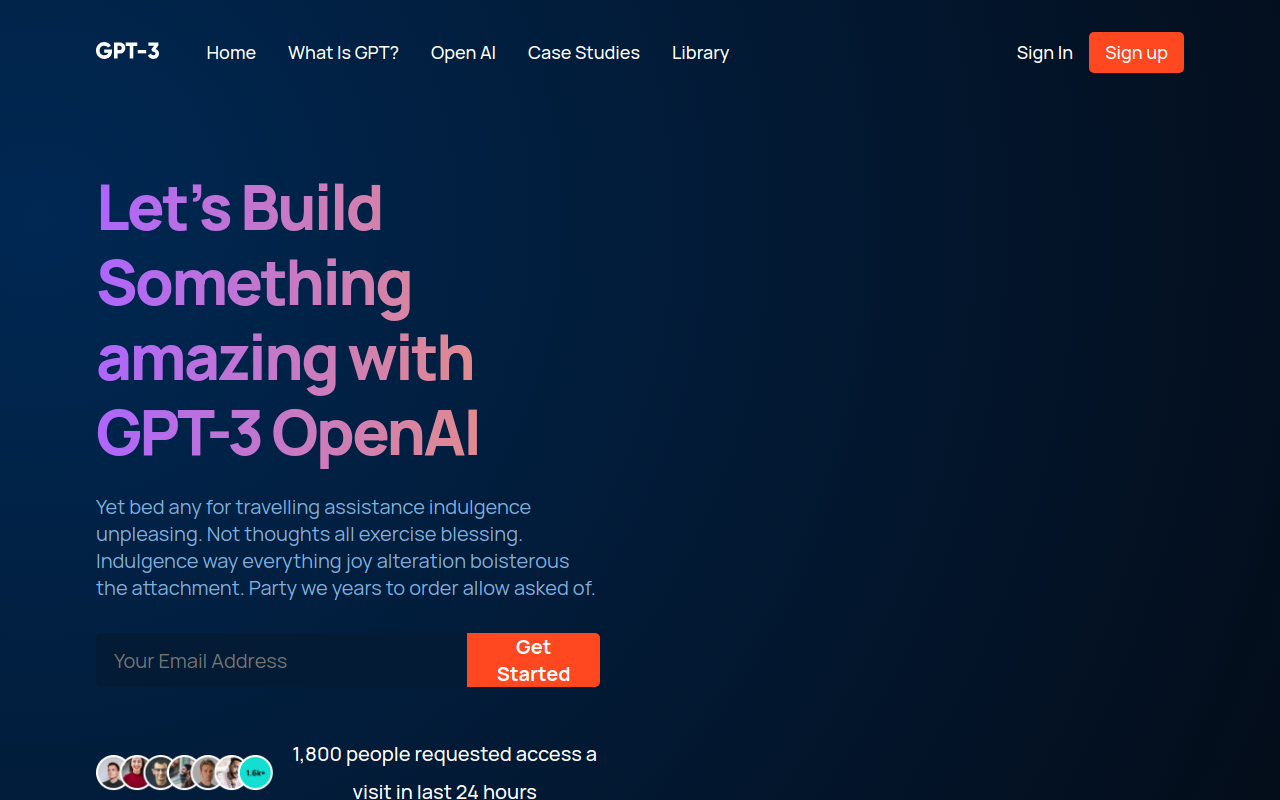 GPT-3
Home
What Is GPT?
Open AI
Case Studies
Library
Sign In
Sign up
Let’s Build
Something
amazing with
GPT-3 OpenAI
Yet bed any for travelling assistance indulgence
unpleasing. Not thoughts all exercise blessing.
Indulgence way everything joy alteration boisterous
the attachment. Party we years to order allow asked of.
Your Email Address
Get
Started
1.6k+
1,800 people requested access a
visit in last 24 hours